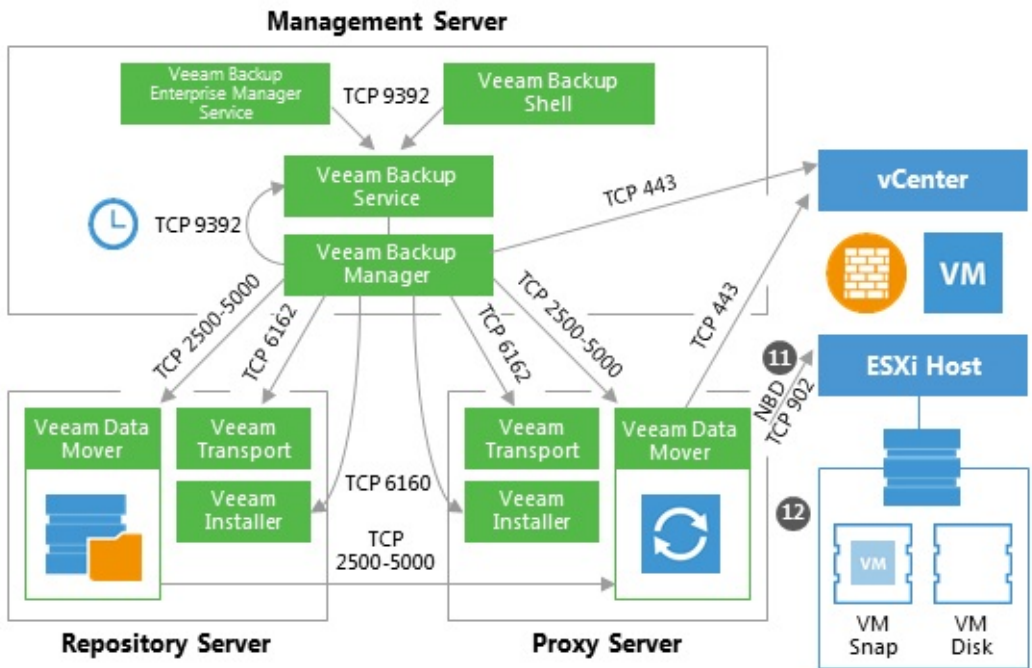 Management Server
Veeam Backup
Enterprise Manager
Service
TCP 9392
Veeam Backup
Shell
Veeam Backup
Service
TCP 9392
Veeam Backup
Manager
TCP 443
vCenter
VM
TCP 2500-5000
TCP 6162
TCP 6162
TCP 2500-5000
TCP 443
11
NBD
TCP 902
ESXi Host
Veeam Data
Mover
Veeam
Transport
Veeam
Installer
TCP 6160
TCP
2500-5000
Veeam
Transport
Veeam
Installer
Veeam Data
Mover
12
VM
VM
Snap
VM
Disk
Repository Server
Proxy Server